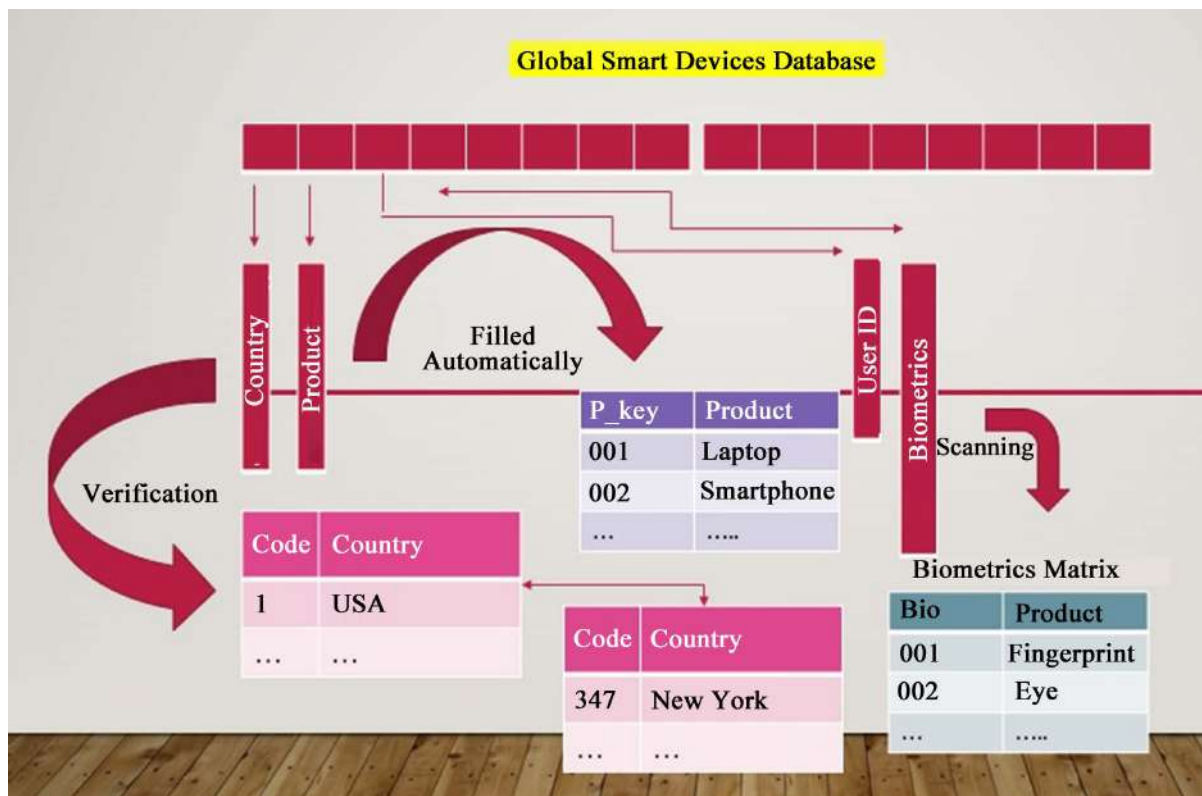 Global Smart Devices Database
Country
Product
User ID
Biometrics
Filled
Automatically
Verification
Scanning
P_key Product
001 Laptop
002 Smartphone
... .....
Code Country
1 USA
... ...
Code Country
347 New York
... ...
Biometrics Matrix
Bio Product
001 Fingerprint
002 Eye
... .....